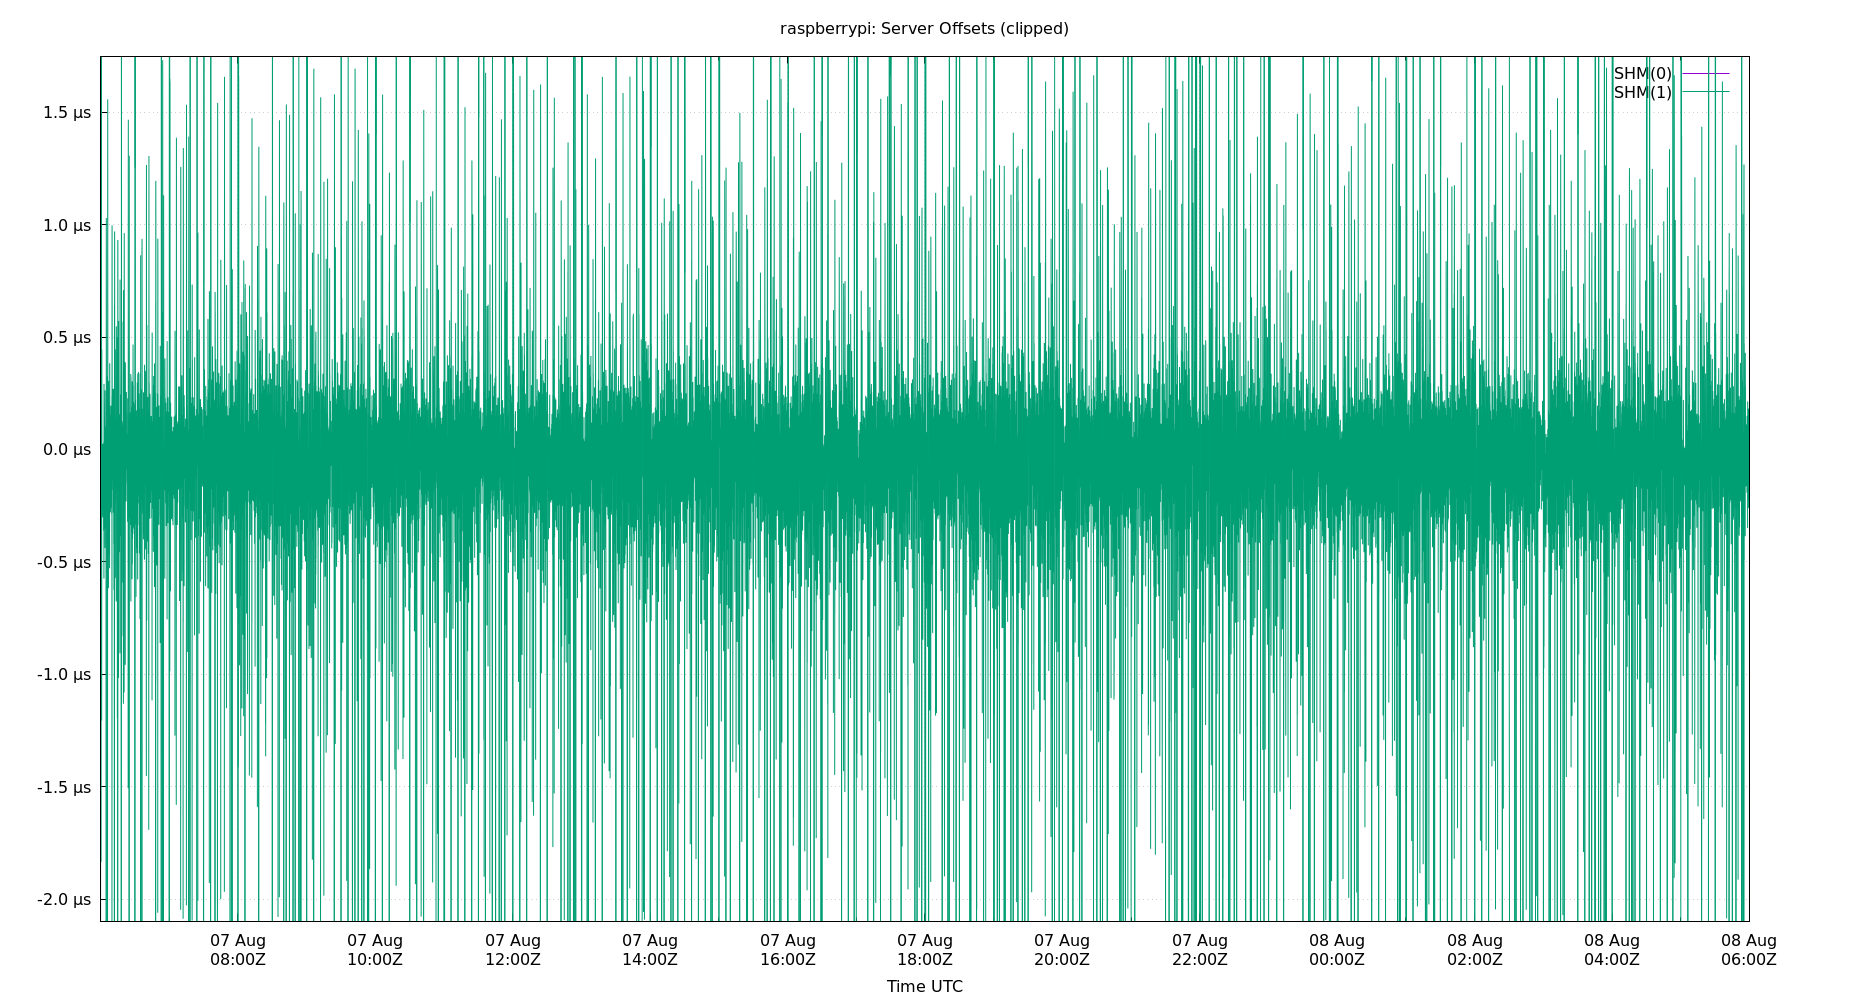 raspberrypi: Server Offsets (clipped)
SHM(0)
SHM(1)
1.5 µs
1.0 µs
0.5 µs
0.0 µs
-0.5 µs
-1.0 µs
-1.5 µs
-2.0 µs
07 Aug 07 Aug 07 Aug 07 Aug 07 Aug 07 Aug 07 Aug 07 Aug 08 Aug 08 Aug 08 Aug 08 Aug
08:00Z 10:00Z 12:00Z 14:00Z 16:00Z 18:00Z 20:00Z 22:00Z 00:00Z 02:00Z 04:00Z 06:00Z
Time UTC